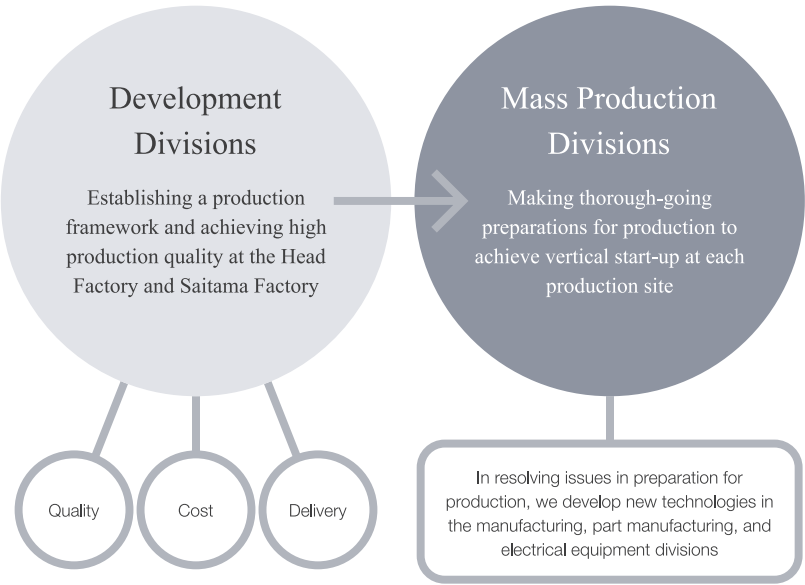 Development
Divisions
Establishing a production
framework and achieving high
production quality at the Head
Factory and Saitama Factory
Mass Production
Divisions
Making thorough-going
preparations for production to
achieve vertical start-up at each
production site
Quality
Cost
Delivery
In resolving issues in preparation for
production, we develop new technologies in
the manufacturing, part manufacturing, and
electrical equipment divisions